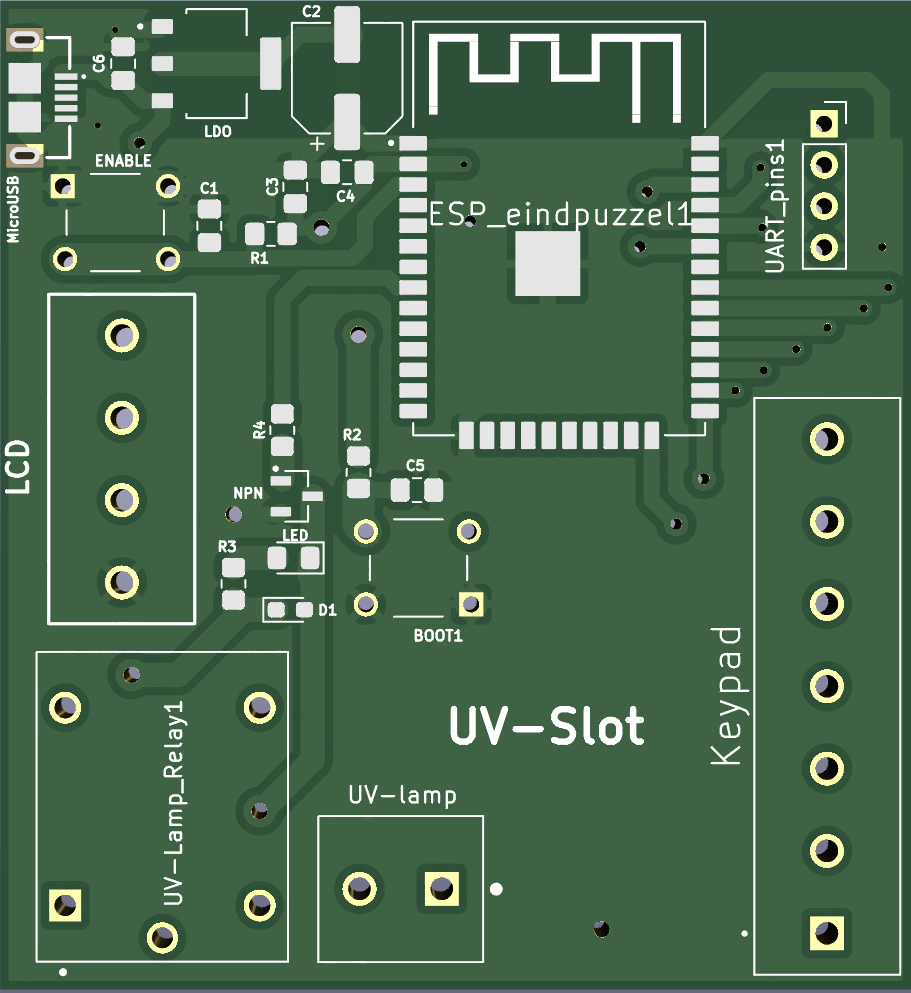 C2
C6
LDO
+
ENABLE
MicroUSB
C1
C3
C4
R1
ESP_eindpuzzel1
UART_pins1
LCD
R4
R2
C5
NPN
LED
R3
D1
BOOT1
Keypad
UV-Slot
UV-Lamp_Relay1
UV-lamp